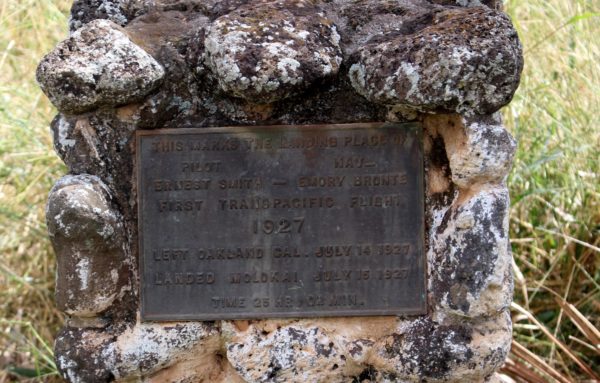 THIS MARKS THE LANDING PLACE OF
PILOT NAV—
ERNEST SMITH — EMORY BRONTE
FIRST TRANSPACIFIC FLIGHT
1927
LEFT OAKLAND CAL. JULY 14 1927
LANDED MOLOKAI, JULY 15 1927
TIME 25 HR MIN.